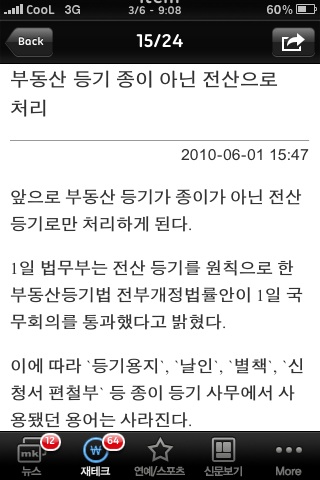 CooL 3G 3/6 - 9:08 60%
Back 15/24
부동산 등기 종이 아닌 전산으로
처리
2010-06-01 15:47
앞으로 부동산 등기가 종이가 아닌 전산
등기로만 처리하게 된다.
1일 법무부는 전산 등기를 원칙으로 한
부동산등기법 전부개정법률안이 1일 국
무회의를 통과했다고 밝혔다.
이에 따라 `등기용지`, `날인`, `별책`, `신
청서 편철부` 등 종이 등기 사무에서 사
용됐던 용어는 사라진다.
mk 12 ₩ 64
뉴스 재테크 연예/스포츠 신문보기 More